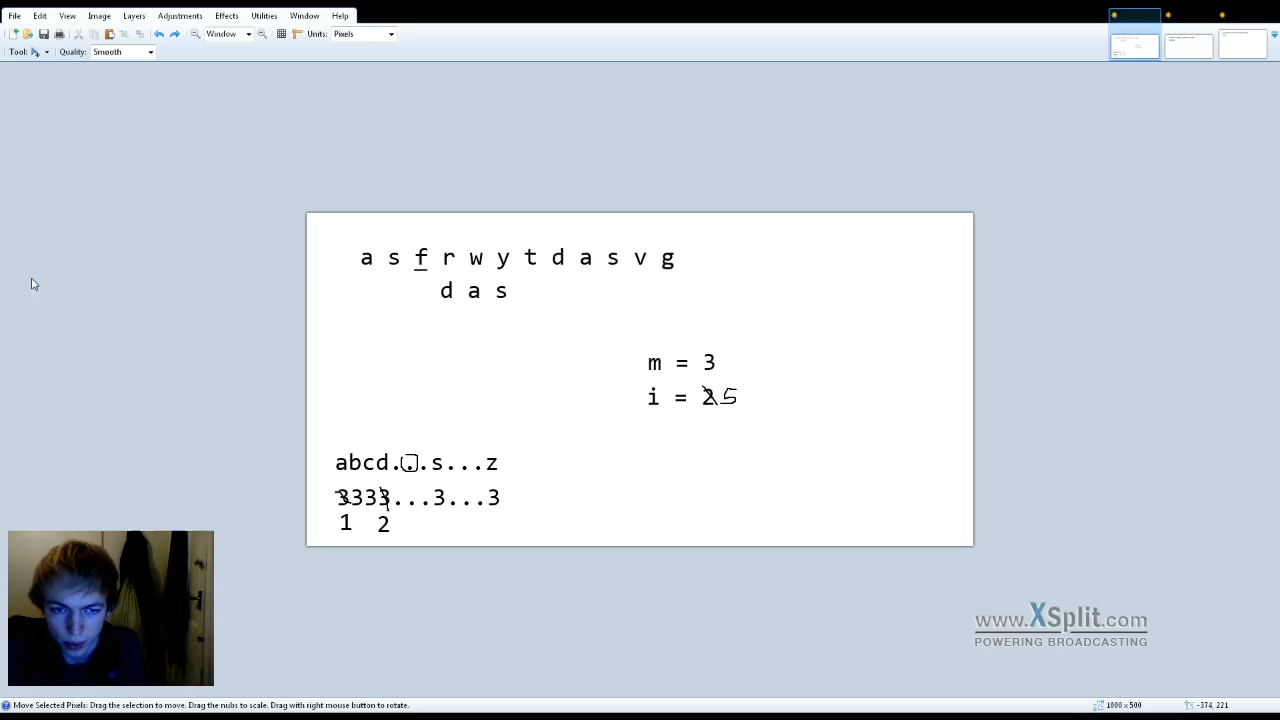 File Edit View Image Layers Adjustments Effects Utilities Window Help
Window Units: Pixels
Tool: Quality: Smooth
a s f r w y t d a s v g
d a s
m = 3
i = 2 5
abcd...s...z
3333...3...3
1 2
www.XSplit.com
POWERING BROADCASTING
Move Selected Pixels: Drag the selection to move. Drag the nubs to scale. Drag with right mouse button to rotate.
1000 x 500
-374, 221